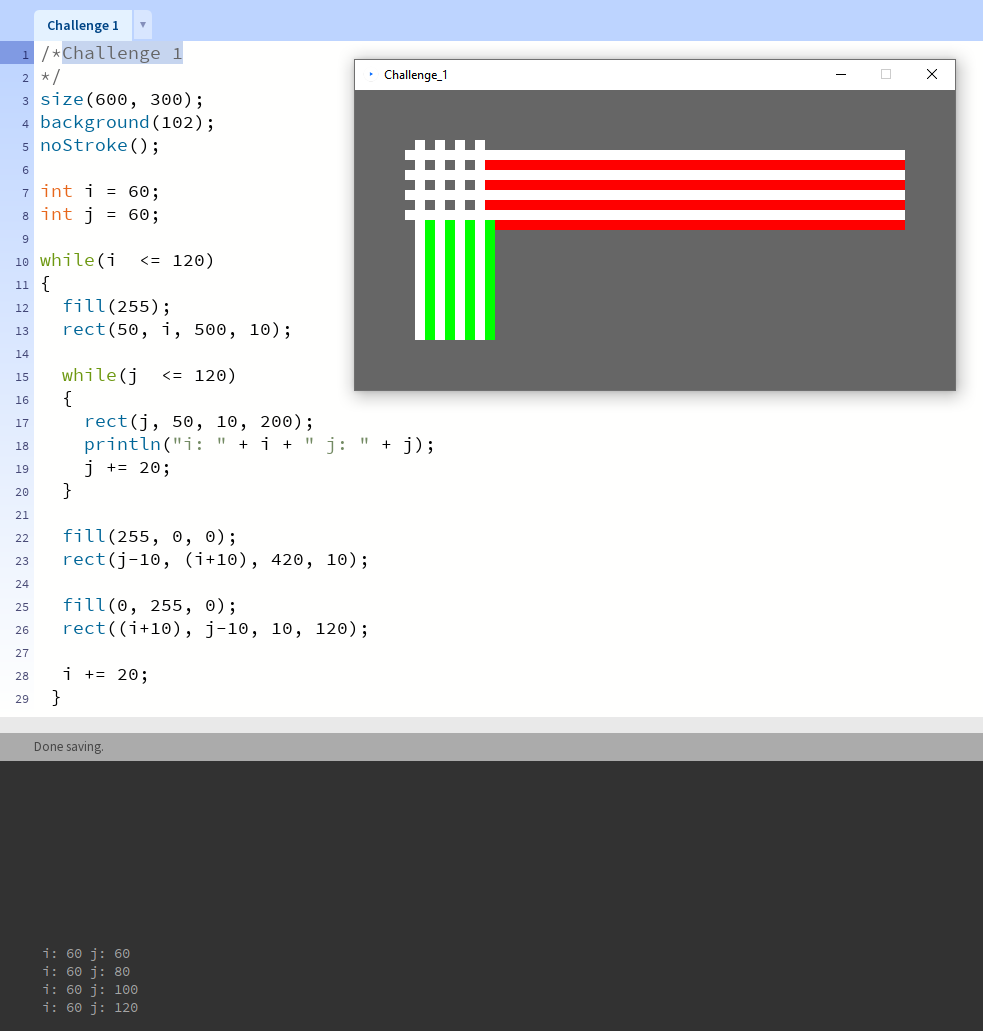 Challenge 1
1 /*Challenge 1
2 */
3 size(600, 300);
4 background(102);
5 noStroke();
6
7 int i = 60;
8 int j = 60;
9
10 while(i  <= 120)
11 {
12   fill(255);
13   rect(50, i, 500, 10);
14
15   while(j  <= 120)
16   {
17     rect(j, 50, 10, 200);
18     println("i: " + i + " j: " + j);
19     j += 20;
20   }
21
22   fill(255, 0, 0);
23   rect(j-10, (i+10), 420, 10);
24
25   fill(0, 255, 0);
26   rect((i+10), j-10, 10, 120);
27
28   i += 20;
29  }
Challenge_1
Done saving.
i: 60 j: 60
i: 60 j: 80
i: 60 j: 100
i: 60 j: 120